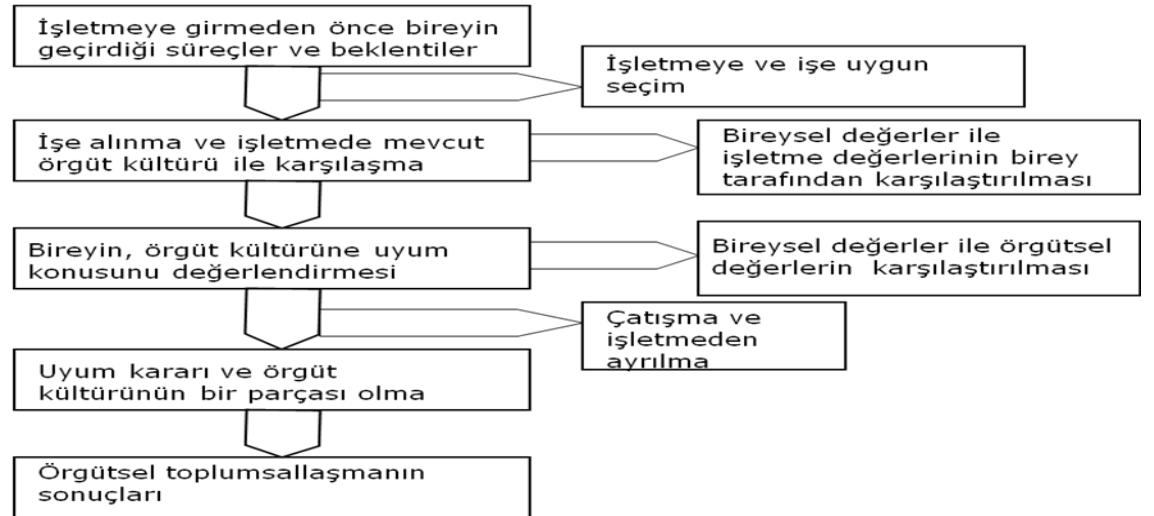 İşletmeye girmeden önce bireyin
geçirdiği süreçler ve beklentiler
İşletmeye ve işe uygun
seçim
İşe alınma ve işletmede mevcut
örgüt kültürü ile karşılaşma
Bireysel değerler ile
işletme değerlerinin birey
tarafından karşılaştırılması
Bireyin, örgüt kültürüne uyum
konusunu değerlendirmesi
Bireysel değerler ile örgütsel
değerlerin karşılaştırılması
Çatışma ve
işletmeden
ayrılma
Uyum kararı ve örgüt
kültürünün bir parçası olma
Örgütsel toplumsallaşmanın
sonuçları